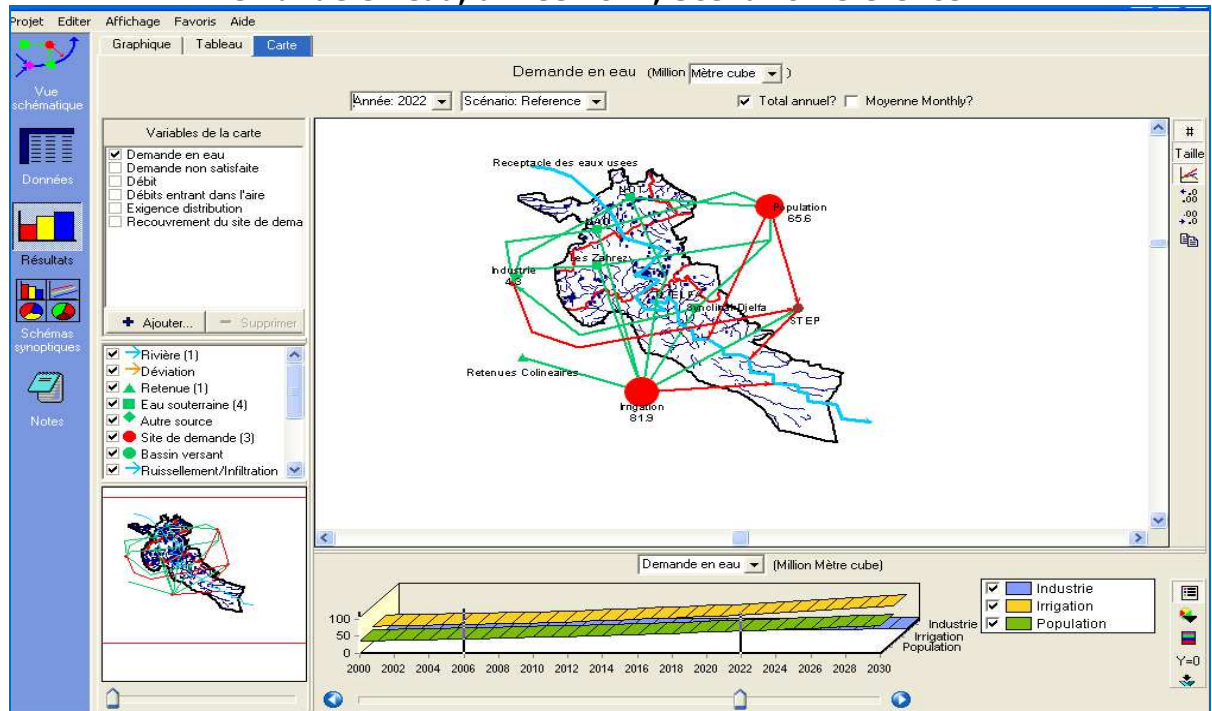 Projet Editer Affichage Favoris Aide
Graphique Tableau Carte
Demande en eau (Million Mètre cube )
Année: 2022 Scénario: Reference Total annuel? Moyenne Monthly?
Vue schématique
Données
Résultats
Schémas synoptiques
Notes
Variables de la carte
Demande en eau
Demande non satisfaite
Débit
Débits entrant dans l'aire
Exigence distribution
Recouvrement du site de dema
Ajouter... Supprimer
Rivière (1)
Déviation
Retenue (1)
Eau souterraine (4)
Autre source
Site de demande (3)
Bassin versant
Ruissellement/Infiltration
Receptacle des eaux usees
Population
65.6
Industrie
4.3
Synclinal Djelfa
STEP
Retenues Colineaires
Irrigation
81.9
#
Taille
Demande en eau (Million Mètre cube)
100
50
0
2000 2002 2004 2006 2008 2010 2012 2014 2016 2018 2020 2022 2024 2026 2028 2030
Industrie
Irrigation
Population
Industrie
Irrigation
Population
Y=0